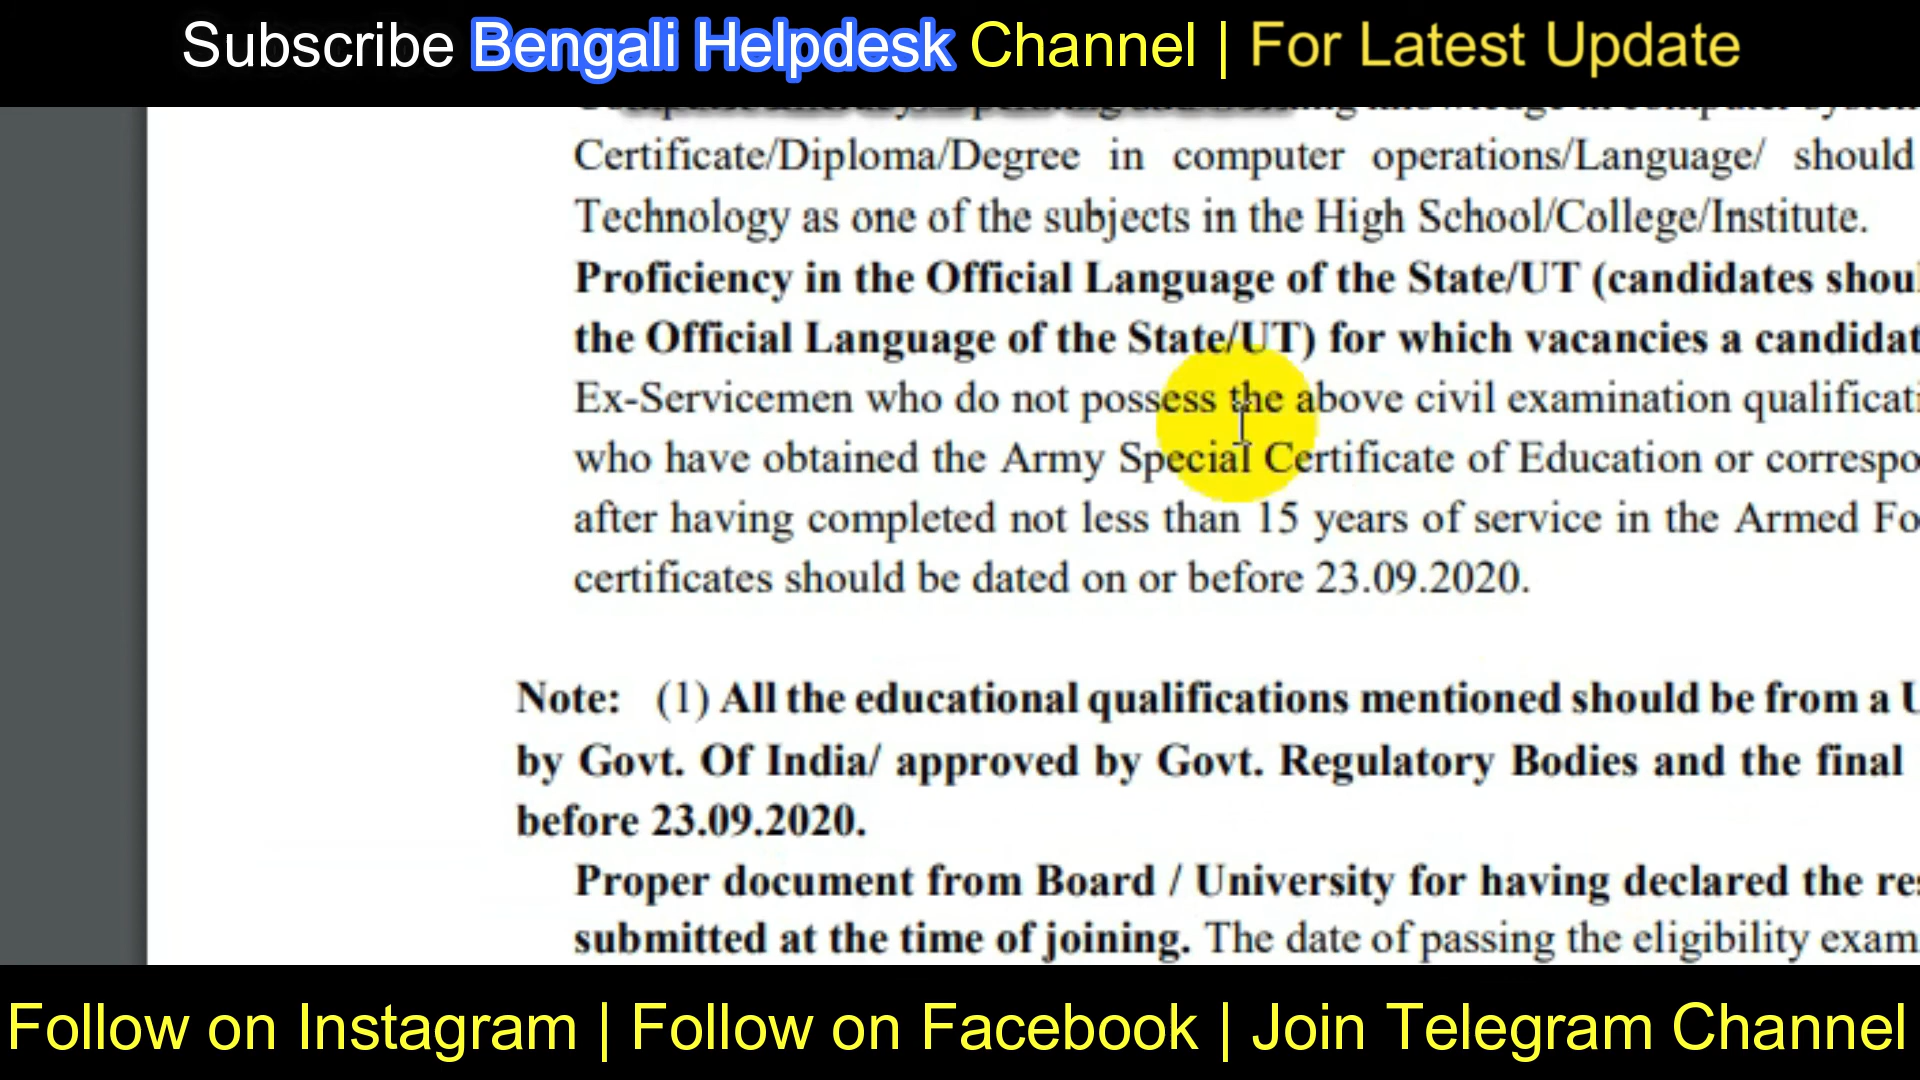 Subscribe Bengali Helpdesk Channel | For Latest Update
Certificate/Diploma/Degree in computer operations/Language/ should
Technology as one of the subjects in the High School/College/Institute.
Proficiency in the Official Language of the State/UT (candidates
the Official Language of the State/UT) for which vacancies a
Ex-Servicemen who do not possess the above civil examination
who have obtained the Army Special Certificate of Education or
after having completed not less than 15 years of service in the Armed
certificates should be dated on or before 23.09.2020.
Note: (1) All the educational qualifications mentioned should be from a
by Govt. Of India/ approved by Govt. Regulatory Bodies and the final
before 23.09.2020.
Proper document from Board / University for having declared the
submitted at the time of joining. The date of passing the eligibility
Follow on Instagram | Follow on Facebook | Join Telegram Channel